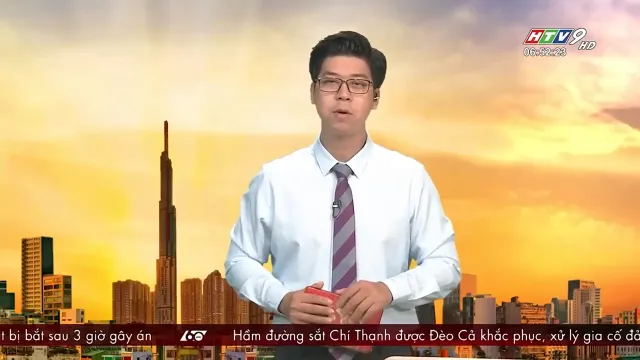 HTV9 HD
06:52:23
t bị bắt sau 3 giờ gây án
Hầm đường sắt Chí Thạnh được Đèo Cả khắc phục, xử lý gia cố đả